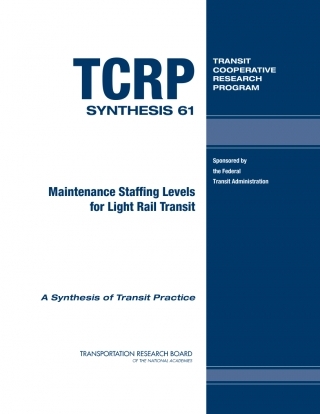 TCRP
SYNTHESIS 61
TRANSIT
COOPERATIVE
RESEARCH
PROGRAM
Sponsored by
the Federal
Transit Administration
Maintenance Staffing Levels
for Light Rail Transit
A Synthesis of Transit Practice
TRANSPORTATION RESEARCH BOARD
OF THE NATIONAL ACADEMIES